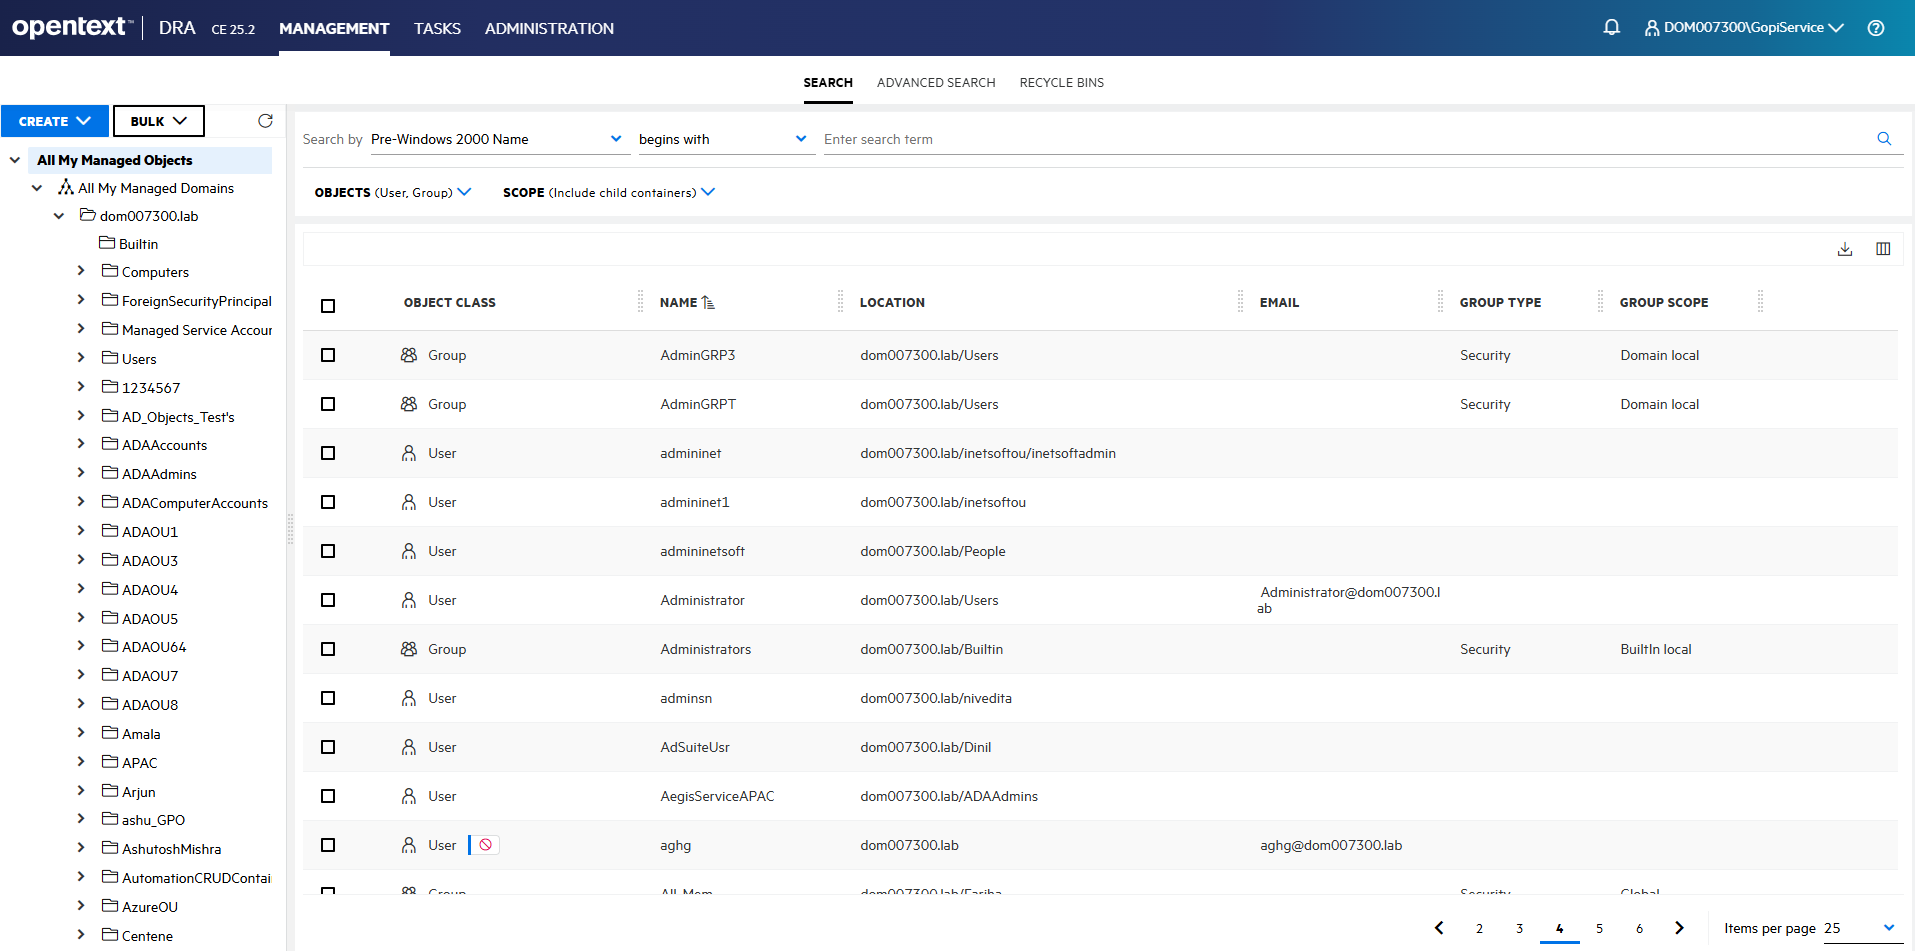 opentext™ DRA CE 25.2 MANAGEMENT TASKS ADMINISTRATION DOM007300\GopiService
SEARCH ADVANCED SEARCH RECYCLE BINS
CREATE BULK
All My Managed Objects
All My Managed Domains
dom007300.lab
Builtin
Computers
ForeignSecurityPrincipal
Managed Service Accour
Users
1234567
AD_Objects_Test's
ADAAccounts
ADAAdmins
ADAComputerAccounts
ADAOU1
ADAOU3
ADAOU4
ADAOU5
ADAOU64
ADAOU7
ADAOU8
Amala
APAC
Arjun
ashu_GPO
AshutoshMishra
AutomationCRUDContai
AzureOU
Centene
Search by Pre-Windows 2000 Name begins with Enter search term
OBJECTS (User, Group) SCOPE (Include child containers)
OBJECT CLASS NAME LOCATION EMAIL GROUP TYPE GROUP SCOPE
Group AdminGRP3 dom007300.lab/Users Security Domain local
Group AdminGRPT dom007300.lab/Users Security Domain local
User admininet dom007300.lab/inetsoftou/inetsoftadmin
User admininet1 dom007300.lab/inetsoftou
User admininetsoft dom007300.lab/People
User Administrator dom007300.lab/Users Administrator@dom007300.l
ab
Group Administrators dom007300.lab/Builtin Security BuiltIn local
User adminsn dom007300.lab/nivedita
User AdSuiteUsr dom007300.lab/Dinil
User AegisServiceAPAC dom007300.lab/ADAAdmins
User aghg dom007300.lab aghg@dom007300.lab
Group All Mem dom007300.lab/Fariha Security Global
2 3 4 5 6 Items per page 25